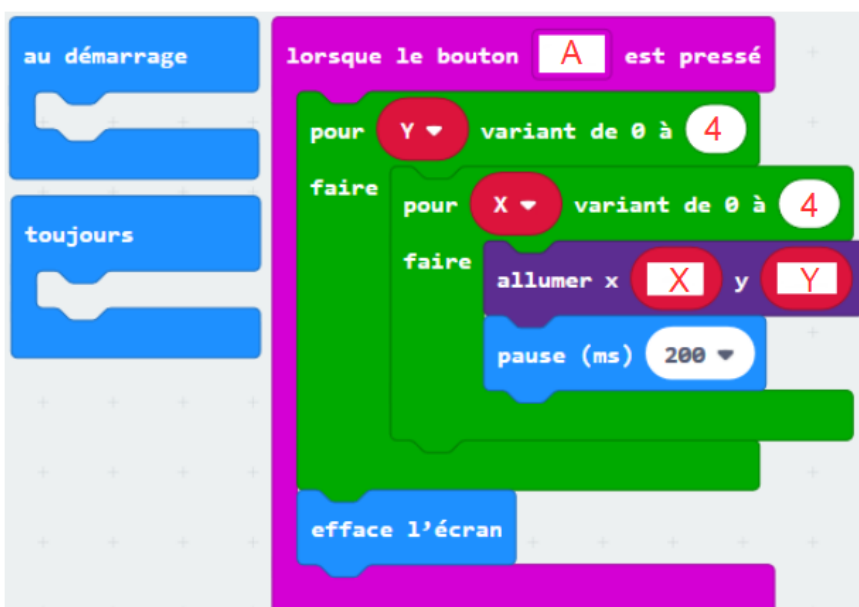 au démarrage
toujours
lorsque le bouton A est pressé
pour Y variant de 0 à 4
faire
pour X variant de 0 à 4
faire
allumer x X y Y
pause (ms) 200
efface l'écran